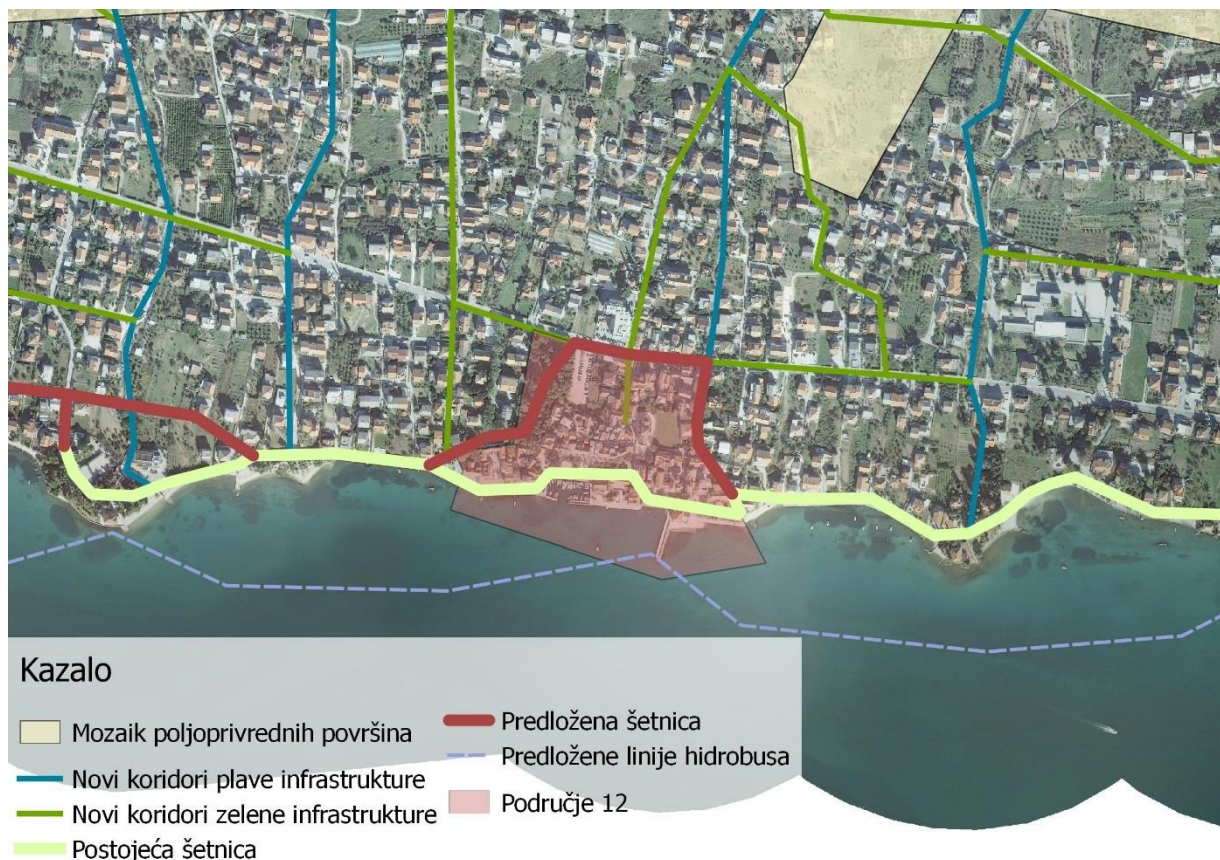 Kazalo
Mozaik poljoprivrednih površina
Novi koridori plave infrastrukture
Novi koridori zelene infrastrukture
Postojeća šetnica
Predložena šetnica
Predložene linije hidrobusa
Područje 12